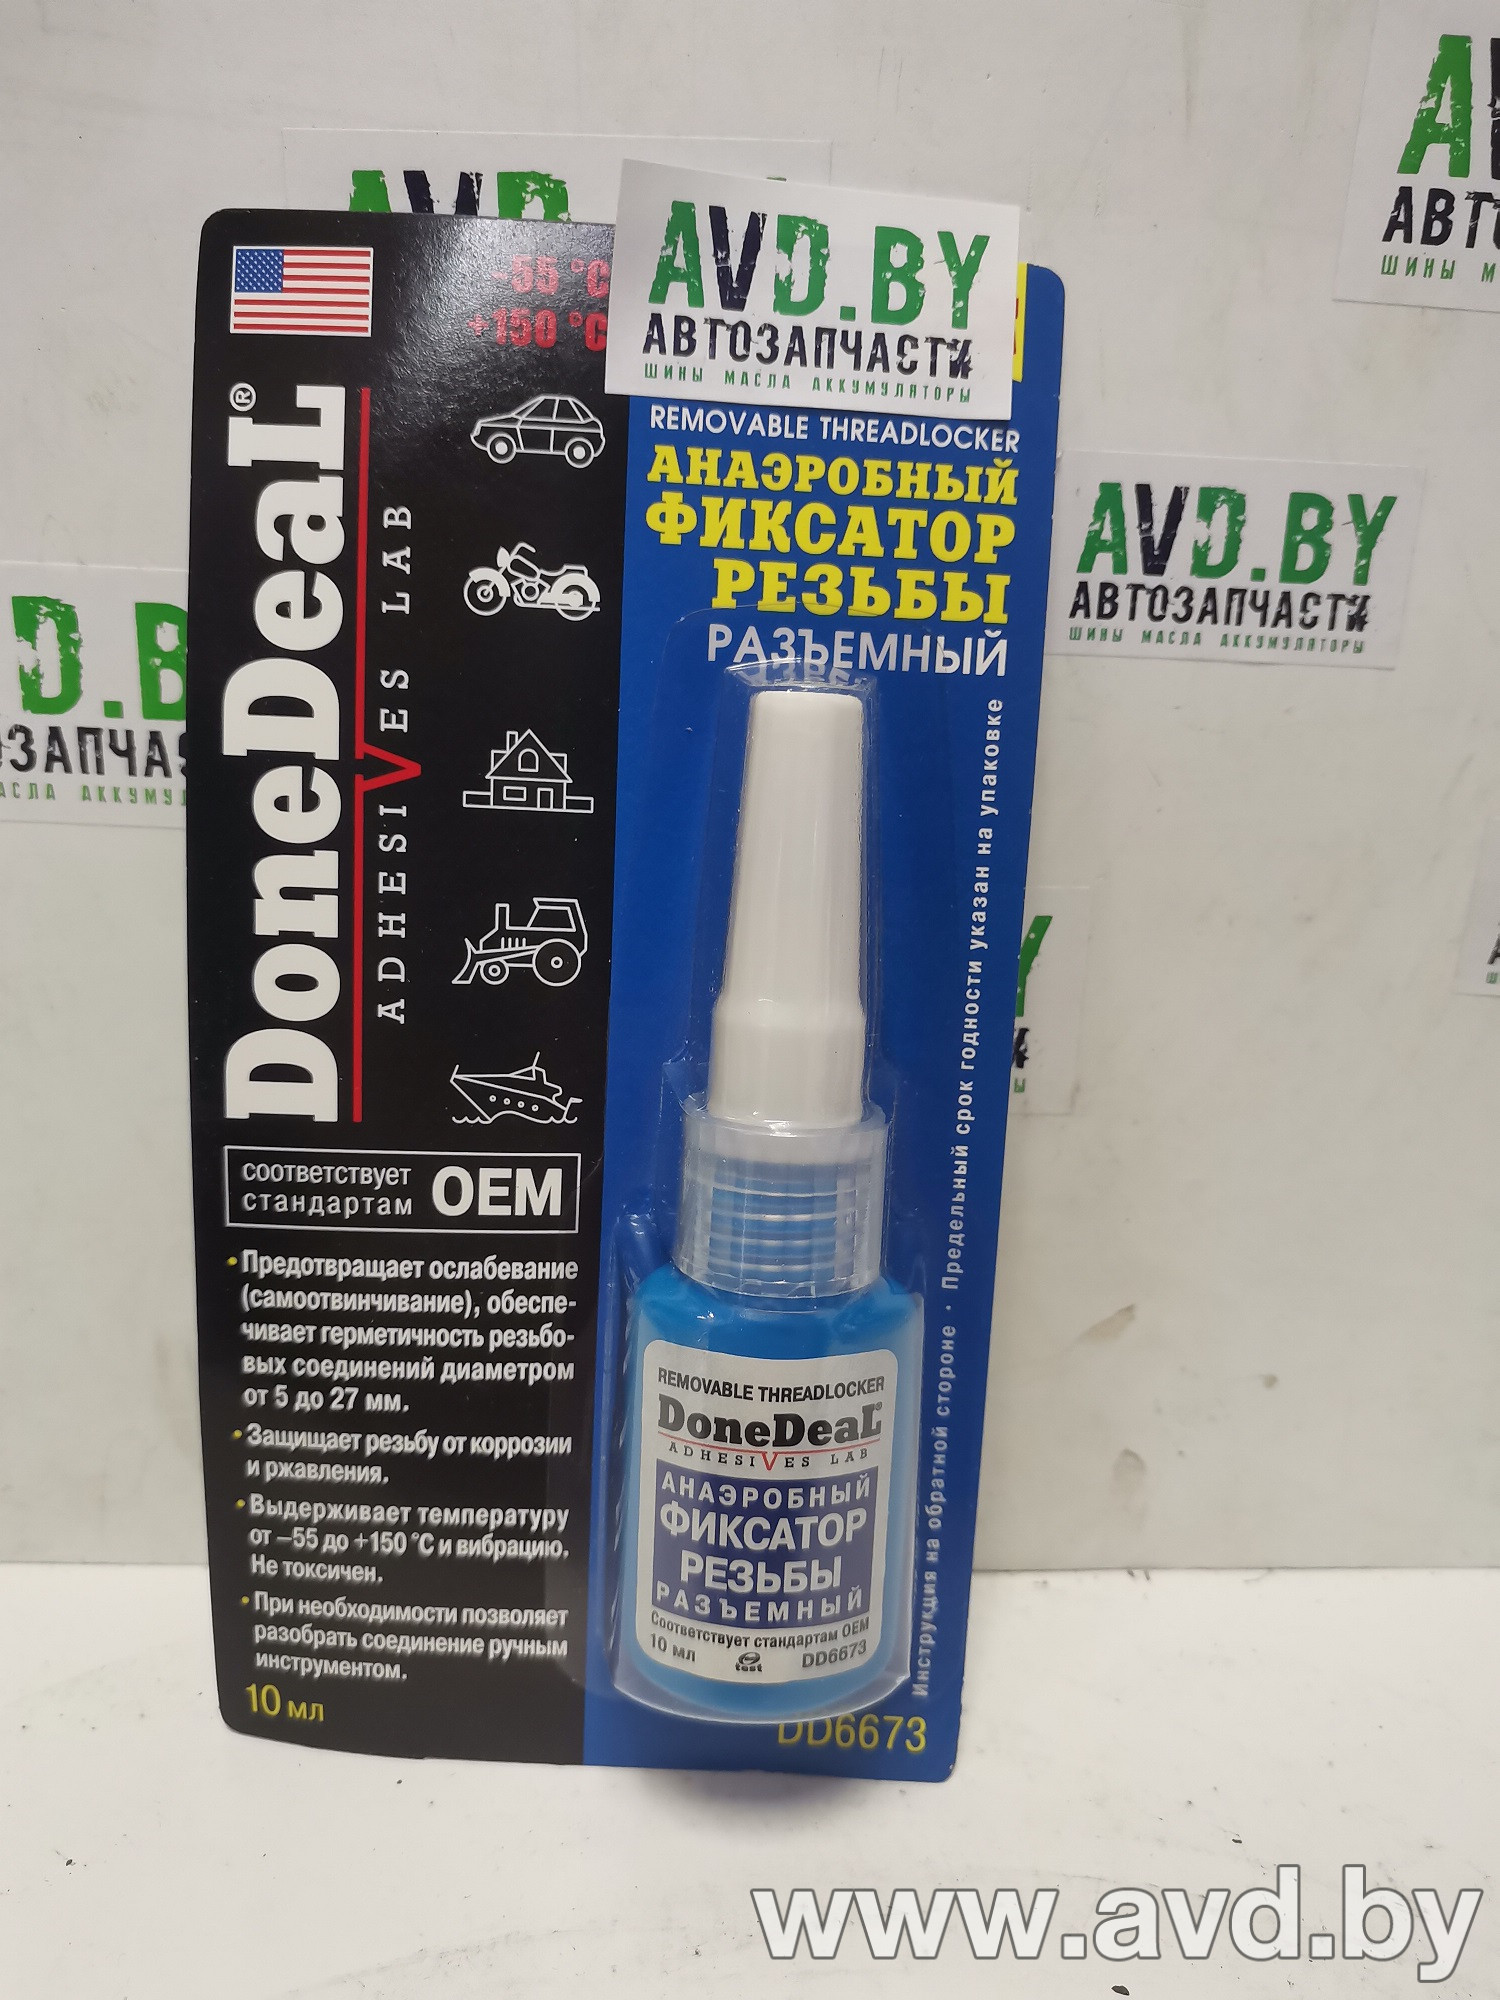 AVD.BY
АВТОЗАПЧАСТИ
ШИНЫ МАСЛА АККУМУЛЯТОРЫ
-55 °C
+150 °C
DoneDeaL®
ADHESIVES LAB
REMOVABLE THREADLOCKER
АНАЭРОБНЫЙ
ФИКСАТОР
РЕЗЬБЫ
РАЗЪЕМНЫЙ
соответствует
стандартам OEM
• Предотвращает ослабевание
(самоотвинчивание), обеспе-
чивает герметичность резьбо-
вых соединений диаметром
от 5 до 27 мм.
• Защищает резьбу от коррозии
и ржавления.
• Выдерживает температуру
от –55 до +150 °C и вибрацию.
Не токсичен.
• При необходимости позволяет
разобрать соединение ручным
инструментом.
10 мл
REMOVABLE THREADLOCKER
DoneDeaL®
ADHESIVES LAB
АНАЭРОБНЫЙ
ФИКСАТОР
РЕЗЬБЫ
РАЗЪЕМНЫЙ
Соответствует стандартам OEM
10 мл test DD6673
DD6673
Инструкция на обратной стороне · Предельный срок годности указан на упаковке
AVD.BY
АВТОЗАПЧАСТИ
ШИНЫ МАСЛА АККУМУЛЯТОРЫ
www.avd.by